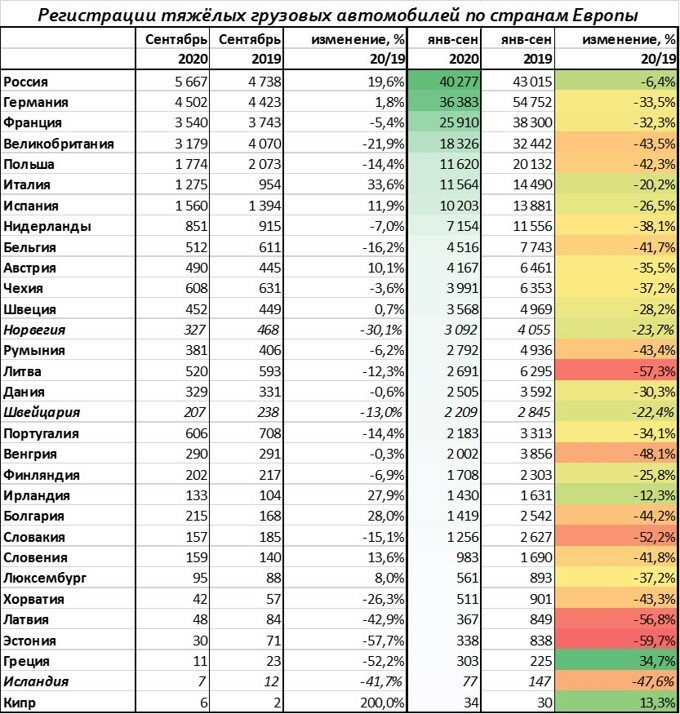 Регистрации тяжёлых грузовых автомобилей по странам Европы
Сентябрь Сентябрь изменение, % янв-сен янв-сен изменение, %
2020 2019 20/19 2020 2019 20/19
Россия 5 667 4 738 19,6% 40 277 43 015 -6,4%
Германия 4 502 4 423 1,8% 36 383 54 752 -33,5%
Франция 3 540 3 743 -5,4% 25 910 38 300 -32,3%
Великобритания 3 179 4 070 -21,9% 18 326 32 442 -43,5%
Польша 1 774 2 073 -14,4% 11 620 20 132 -42,3%
Италия 1 275 954 33,6% 11 564 14 490 -20,2%
Испания 1 560 1 394 11,9% 10 203 13 881 -26,5%
Нидерланды 851 915 -7,0% 7 154 11 556 -38,1%
Бельгия 512 611 -16,2% 4 516 7 743 -41,7%
Австрия 490 445 10,1% 4 167 6 461 -35,5%
Чехия 608 631 -3,6% 3 991 6 353 -37,2%
Швеция 452 449 0,7% 3 568 4 969 -28,2%
Норвегия 327 468 -30,1% 3 092 4 055 -23,7%
Румыния 381 406 -6,2% 2 792 4 936 -43,4%
Литва 520 593 -12,3% 2 691 6 295 -57,3%
Дания 329 331 -0,6% 2 505 3 592 -30,3%
Швейцария 207 238 -13,0% 2 209 2 845 -22,4%
Португалия 606 708 -14,4% 2 183 3 313 -34,1%
Венгрия 290 291 -0,3% 2 002 3 856 -48,1%
Финляндия 202 217 -6,9% 1 708 2 303 -25,8%
Ирландия 133 104 27,9% 1 430 1 631 -12,3%
Болгария 215 168 28,0% 1 419 2 542 -44,2%
Словакия 157 185 -15,1% 1 256 2 627 -52,2%
Словения 159 140 13,6% 983 1 690 -41,8%
Люксембург 95 88 8,0% 561 893 -37,2%
Хорватия 42 57 -26,3% 511 901 -43,3%
Латвия 48 84 -42,9% 367 849 -56,8%
Эстония 30 71 -57,7% 338 838 -59,7%
Греция 11 23 -52,2% 303 225 34,7%
Исландия 7 12 -41,7% 77 147 -47,6%
Кипр 6 2 200,0% 34 30 13,3%